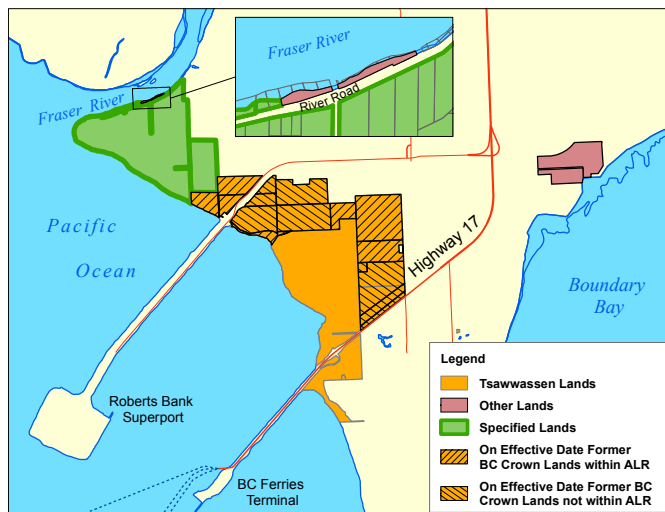 Fraser River
River Road
Fraser River
Pacific
Ocean
Highway 17
Boundary
Bay
Roberts Bank
Superport
BC Ferries
Terminal
Legend
Tsawwassen Lands
Other Lands
Specified Lands
On Effective Date Former
BC Crown Lands within ALR
On Effective Date Former BC
Crown Lands not within ALR